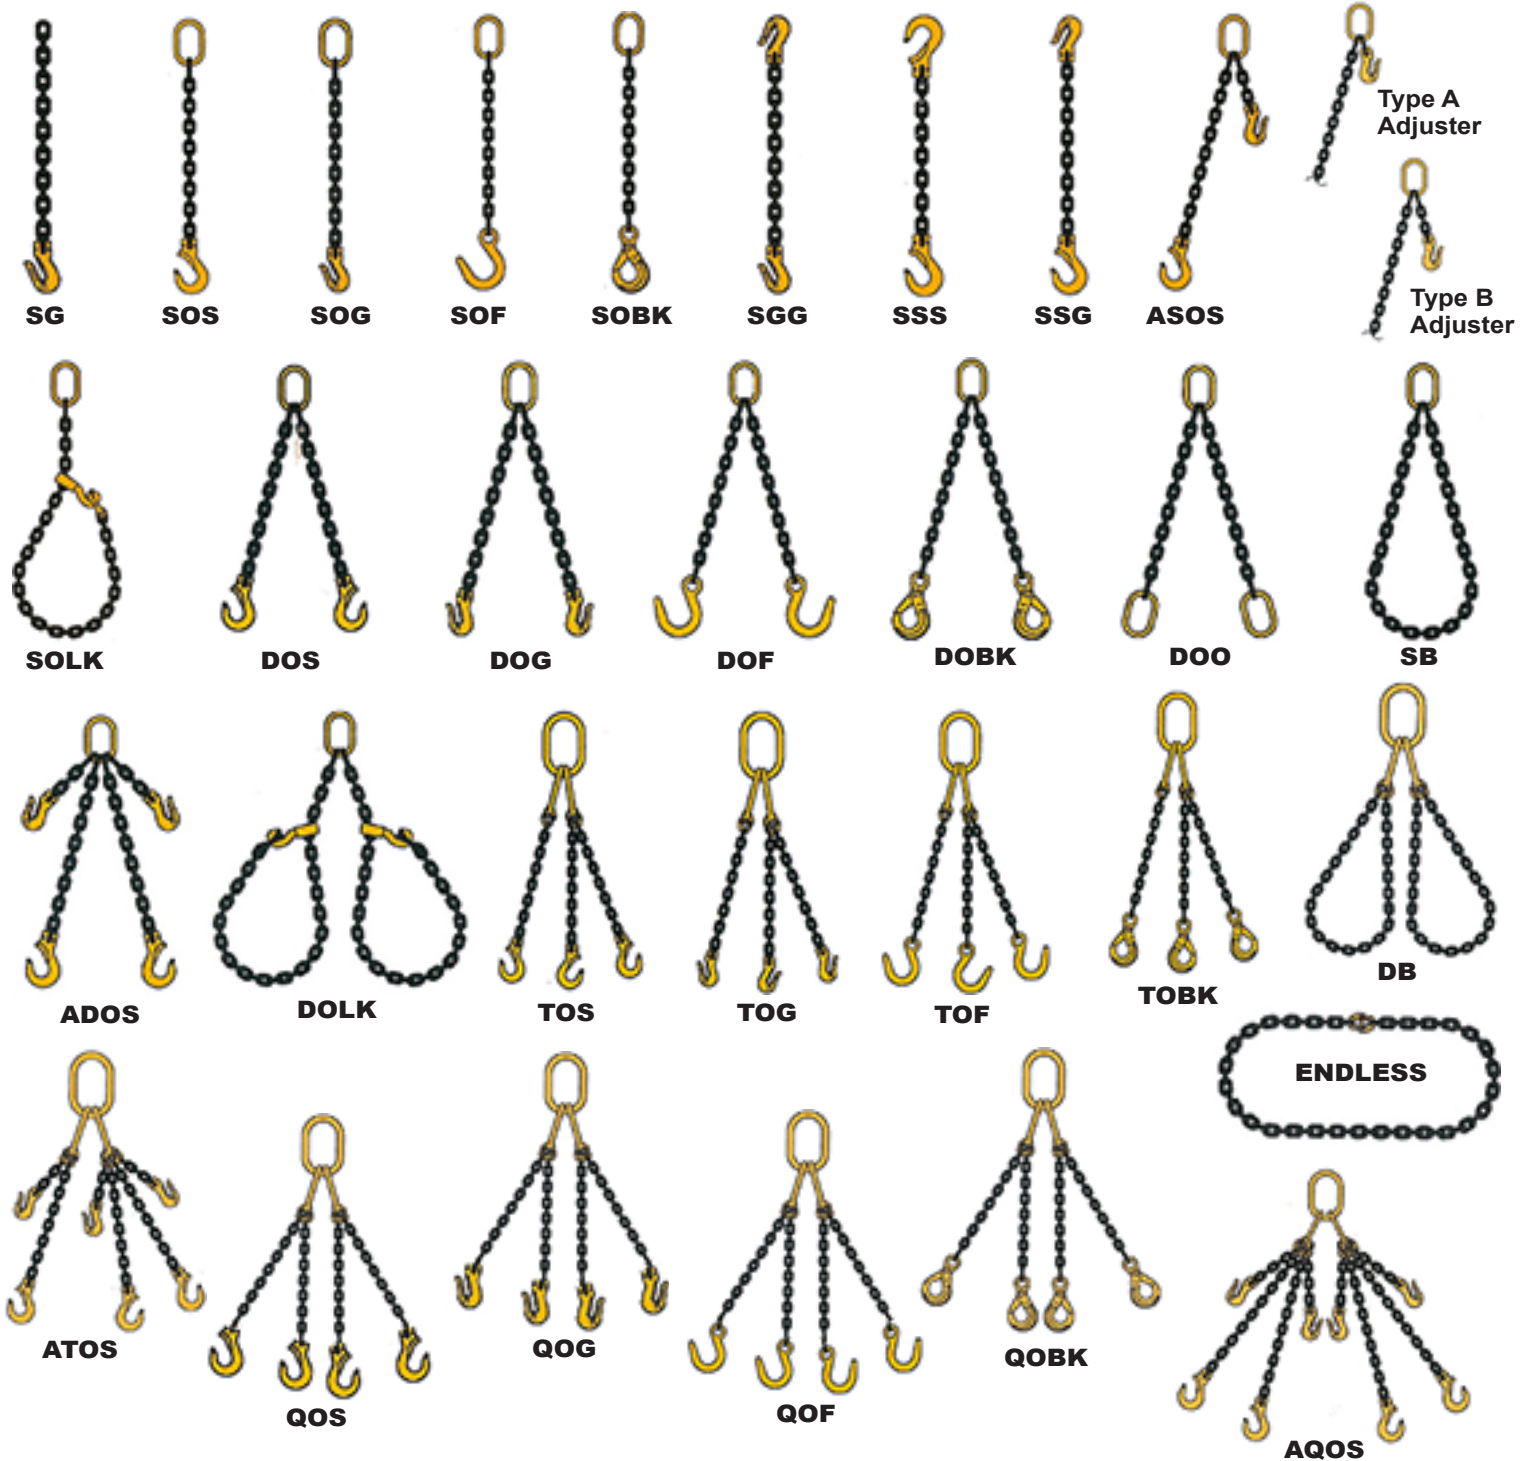 Type A
Adjuster
Type B
Adjuster
SG
SOS
SOG
SOF
SOBK
SGG
SSS
SSG
ASOS
SOLK
DOS
DOG
DOF
DOBK
DOO
SB
ADOS
DOLK
TOS
TOG
TOF
TOBK
DB
ENDLESS
ATOS
QOS
QOG
QOF
QOBK
AQOS